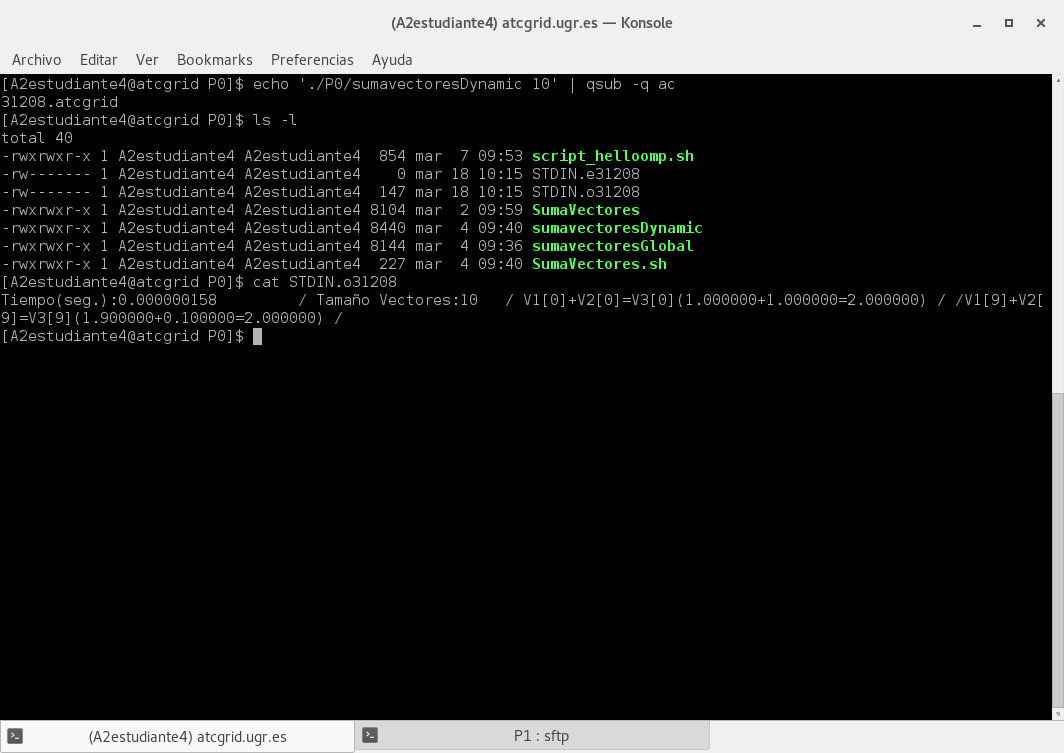 (A2estudiante4) atcgrid.ugr.es — Konsole
Archivo Editar Ver Bookmarks Preferencias Ayuda
[A2estudiante4@atcgrid P0]$ echo './P0/sumavectoresDynamic 10' | qsub -q ac
31208.atcgrid
[A2estudiante4@atcgrid P0]$ ls -l
total 40
-rwxrwxr-x 1 A2estudiante4 A2estudiante4  854 mar  7 09:53 script_helloomp.sh
-rw------- 1 A2estudiante4 A2estudiante4    0 mar 18 10:15 STDIN.e31208
-rw------- 1 A2estudiante4 A2estudiante4  147 mar 18 10:15 STDIN.o31208
-rwxrwxr-x 1 A2estudiante4 A2estudiante4 8104 mar  2 09:59 SumaVectores
-rwxrwxr-x 1 A2estudiante4 A2estudiante4 8440 mar  4 09:40 sumavectoresDynamic
-rwxrwxr-x 1 A2estudiante4 A2estudiante4 8144 mar  4 09:36 sumavectoresGlobal
-rwxrwxr-x 1 A2estudiante4 A2estudiante4  227 mar  4 09:40 SumaVectores.sh
[A2estudiante4@atcgrid P0]$ cat STDIN.o31208
Tiempo(seg.):0.000000158         / Tamaño Vectores:10   / V1[0]+V2[0]=V3[0](1.000000+1.000000=2.000000) / /V1[9]+V2[
9]=V3[9](1.900000+0.100000=2.000000) /
[A2estudiante4@atcgrid P0]$
(A2estudiante4) atcgrid.ugr.es
P1 : sftp